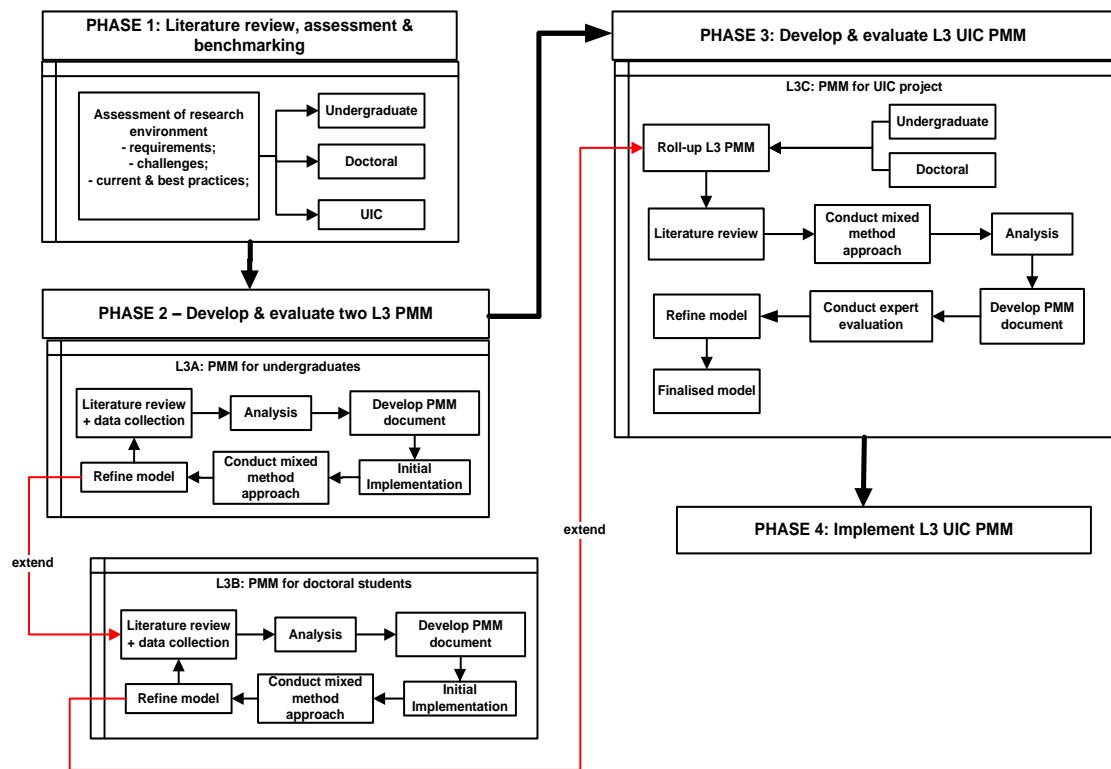 PHASE 1: Literature review, assessment &
benchmarking
Assessment of research
environment
- requirements;
- challenges;
- current & best practices;
Undergraduate
Doctoral
UIC
PHASE 2 – Develop & evaluate two L3 PMM
L3A: PMM for undergraduates
Literature review
+ data collection
Analysis
Develop PMM
document
Refine model
Conduct mixed
method
approach
Initial
Implementation
extend
L3B: PMM for doctoral students
Literature review
+ data collection
Analysis
Develop PMM
document
Refine model
Conduct mixed
method
approach
Initial
Implementation
extend
PHASE 3: Develop & evaluate L3 UIC PMM
L3C: PMM for UIC project
Roll-up L3 PMM
Undergraduate
Doctoral
Literature review
Conduct mixed
method
approach
Analysis
Refine model
Conduct expert
evaluation
Develop PMM
document
Finalised model
PHASE 4: Implement L3 UIC PMM